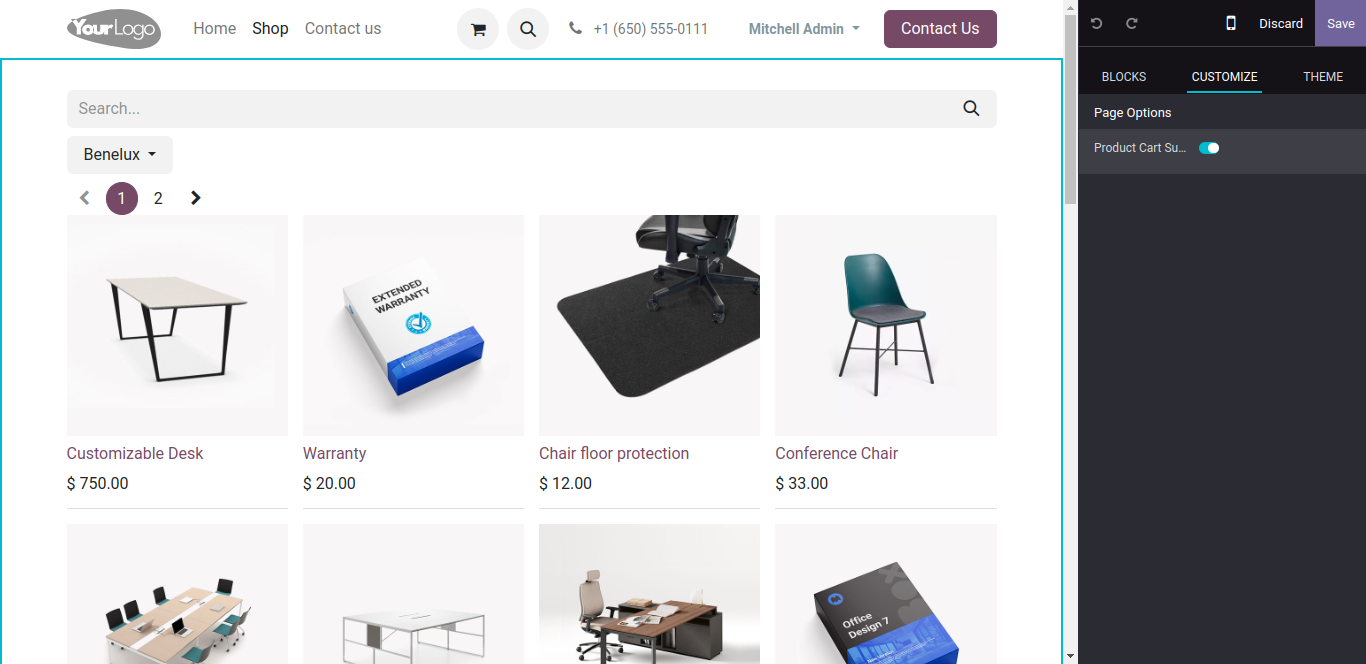 YourLogo
Home
Shop
Contact us
+1 (650) 555-0111
Mitchell Admin
Contact Us
Discard
Save
BLOCKS
CUSTOMIZE
THEME
Page Options
Product Cart Su...
Search...
Benelux
1
2
EXTENDED
WARRANTY
Customizable Desk
Warranty
Chair floor protection
Conference Chair
$ 750.00
$ 20.00
$ 12.00
$ 33.00
Office
Design 7